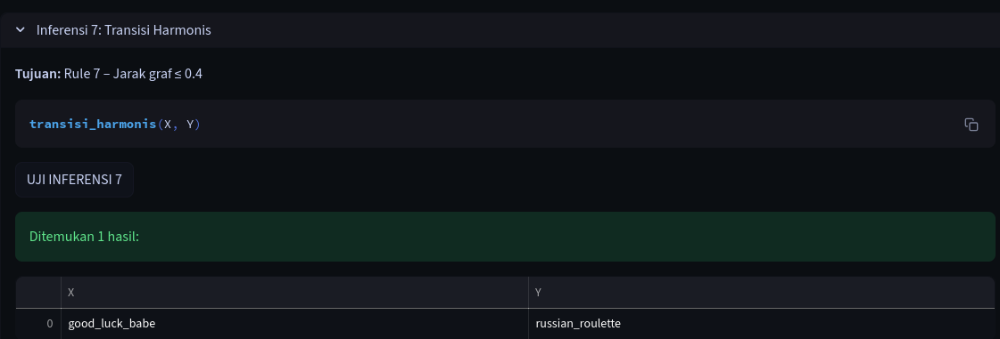 Inferensi 7: Transisi Harmonis
Tujuan: Rule 7 – Jarak graf ≤ 0.4
transisi_harmonis(X, Y)
UJI INFERENSI 7
Ditemukan 1 hasil:
X Y
0 good_luck_babe russian_roulette